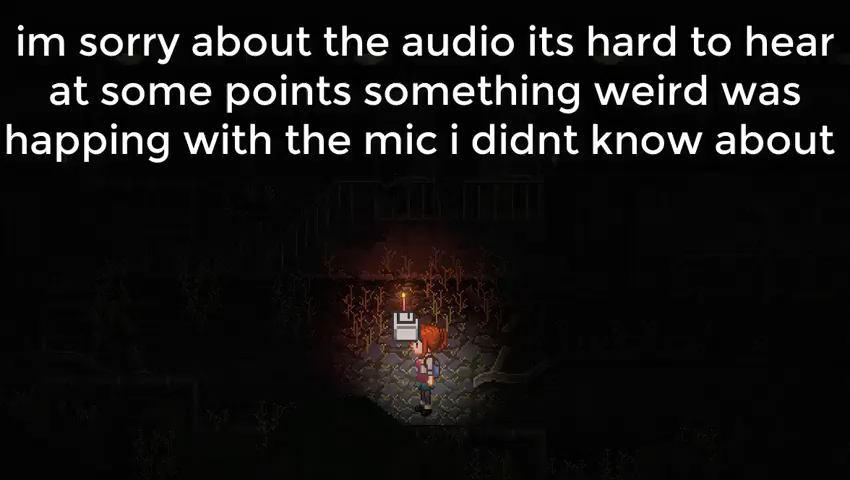 im sorry about the audio its hard to hear
at some points something weird was
happing with the mic i didnt know about